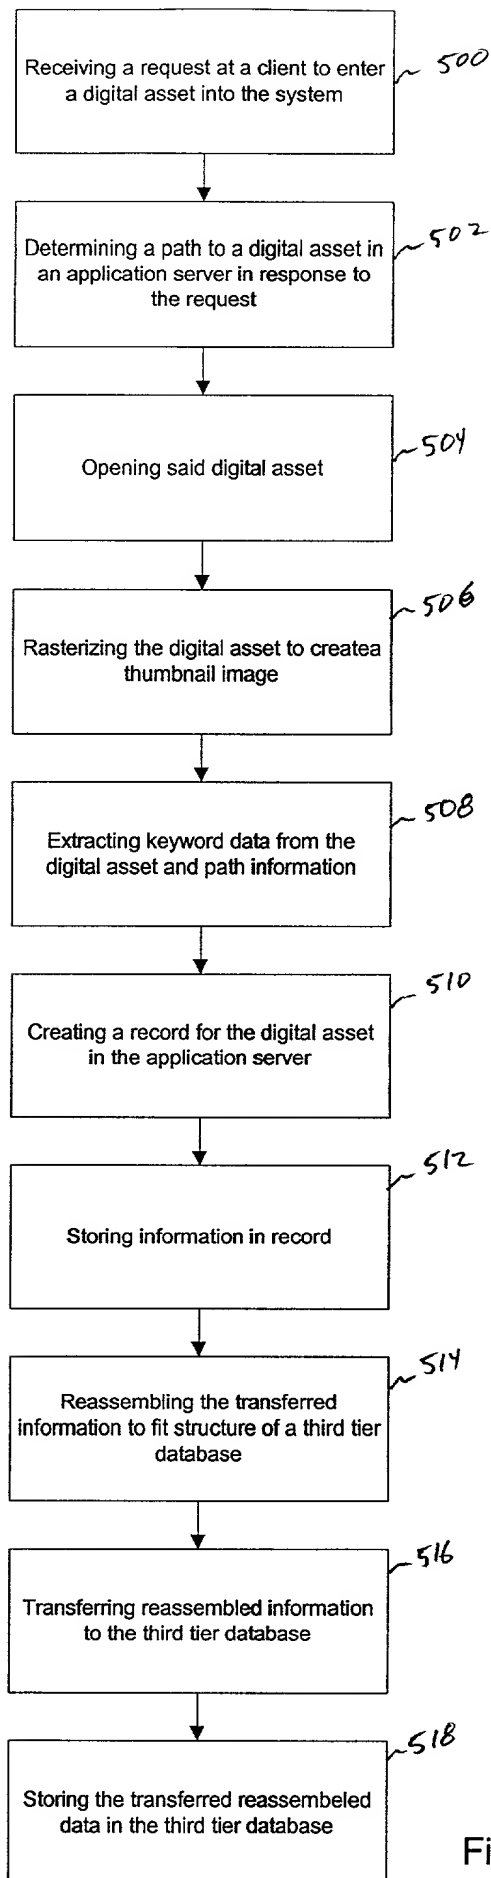 Receiving a request at a client to enter
a digital asset into the system
500
Determining a path to a digital asset in
an application server in response to
the request
502
Opening said digital asset
504
Rasterizing the digital asset to createa
thumbnail image
506
Extracting keyword data from the
digital asset and path information
508
Creating a record for the digital asset
in the application server
510
Storing information in record
512
Reassembling the transferred
information to fit structure of a third tier
database
514
Transferring reassembled information
to the third tier database
516
Storing the transferred reassembeled
data in the third tier database
518
Fi